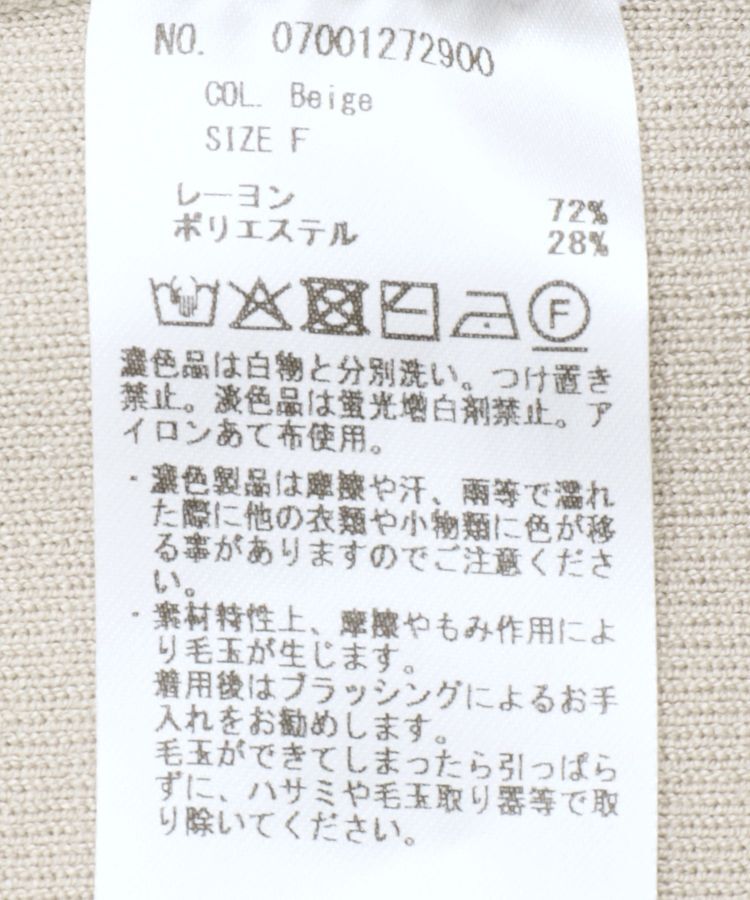 NO. 07001272900
COL. Beige
SIZE F
レーヨン 72%
ポリエステル 28%
F
濃色品は白物と分別洗い。つけ置き
禁止。淡色品は蛍光増白剤禁止。ア
イロンあて布使用。
・濃色製品は摩擦や汗、雨等で濡れ
た際に他の衣類や小物類に色が移
る事がありますのでご注意くださ
い。
・素材特性上、摩擦やもみ作用によ
り毛玉が生じます。
着用後はブラッシングによるお手
入れをお勧めします。
毛玉ができてしまったら引っぱら
ずに、ハサミや毛玉取り器等で取
り除いてください。